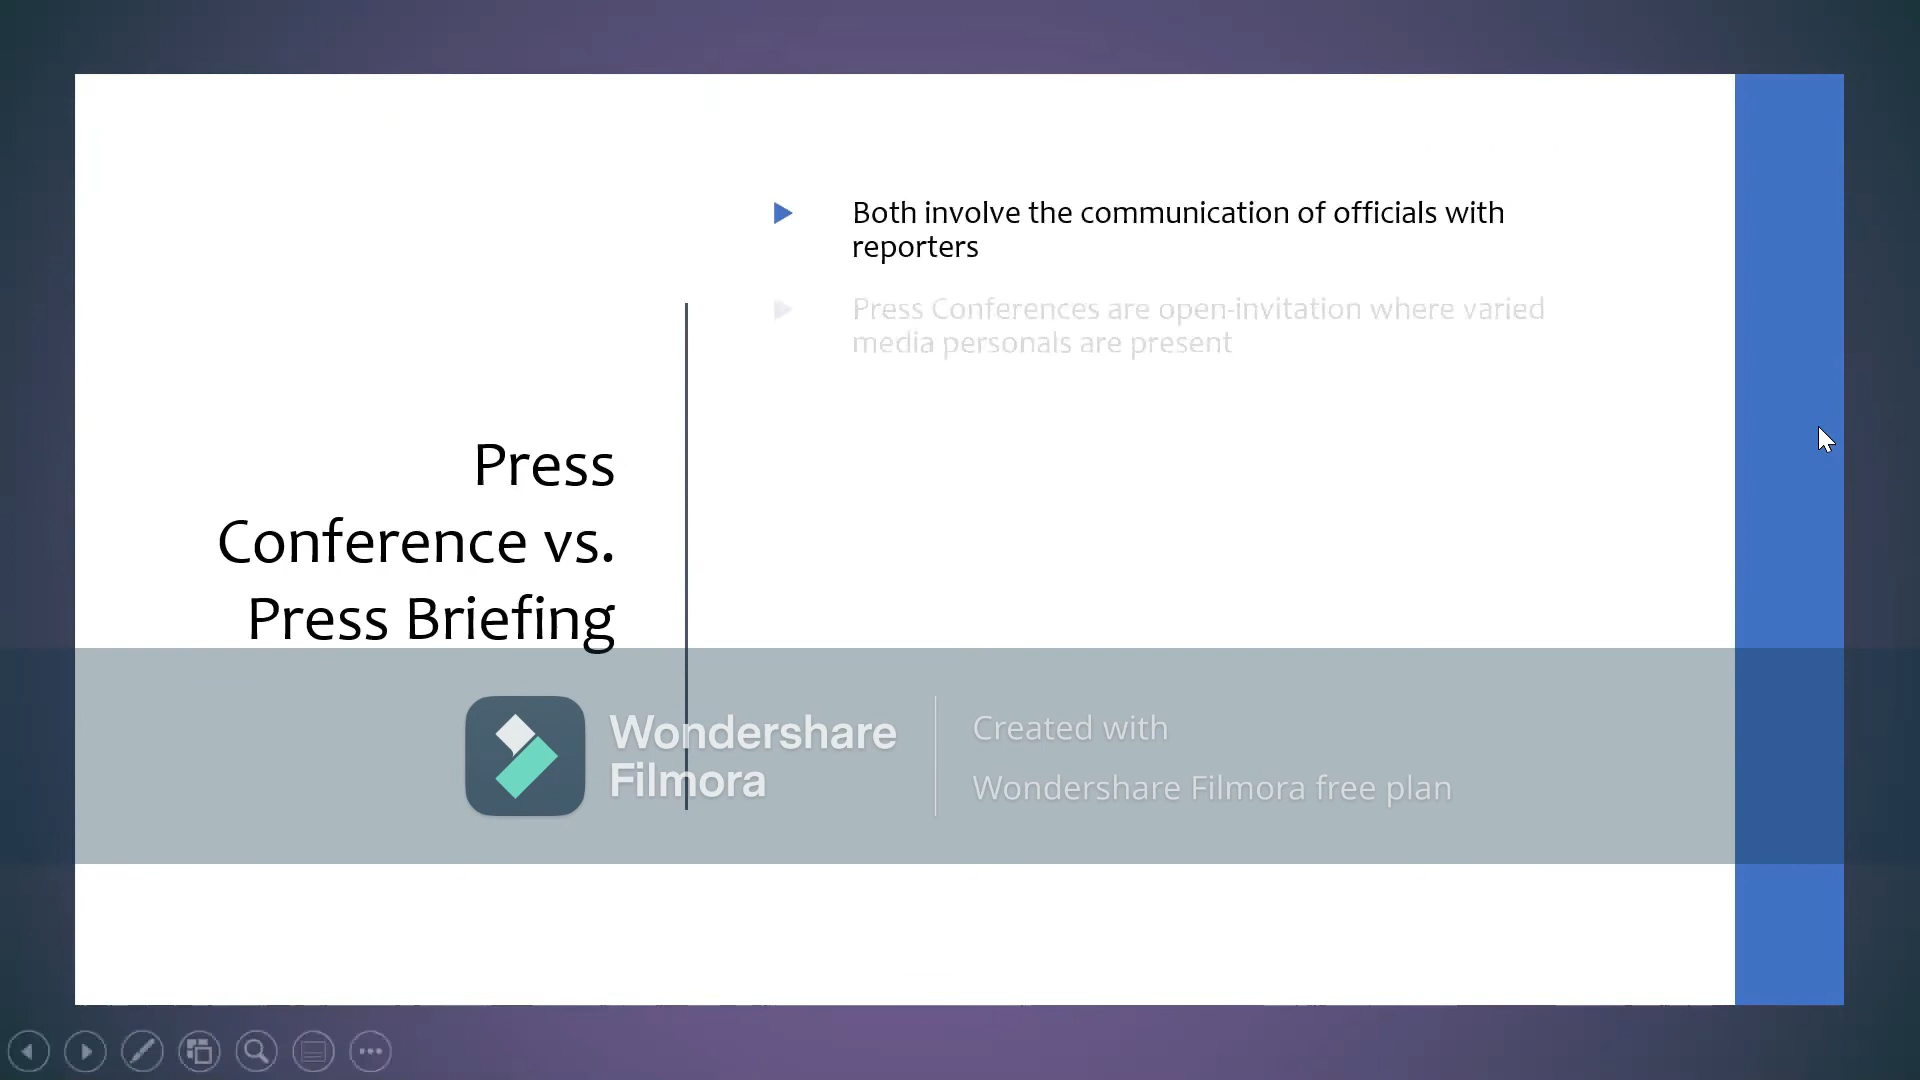 Both involve the communication of officials with
reporters
Press Conferences are open-invitation where varied
media personals are present
Press
Conference vs.
Press Briefing
Wondershare
Filmora
Created with
Wondershare Filmora free plan